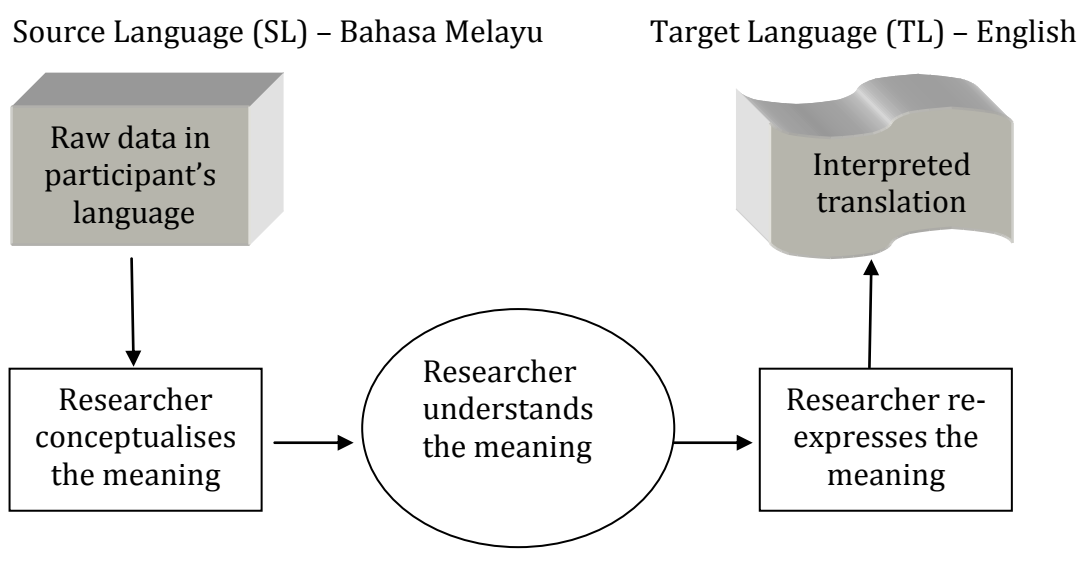 Source Language (SL) – Bahasa Melayu
Target Language (TL) – English
Raw data in
participant’s
language
Interpreted
translation
Researcher
conceptualises
the meaning
Researcher
understands
the meaning
Researcher re-
expresses the
meaning